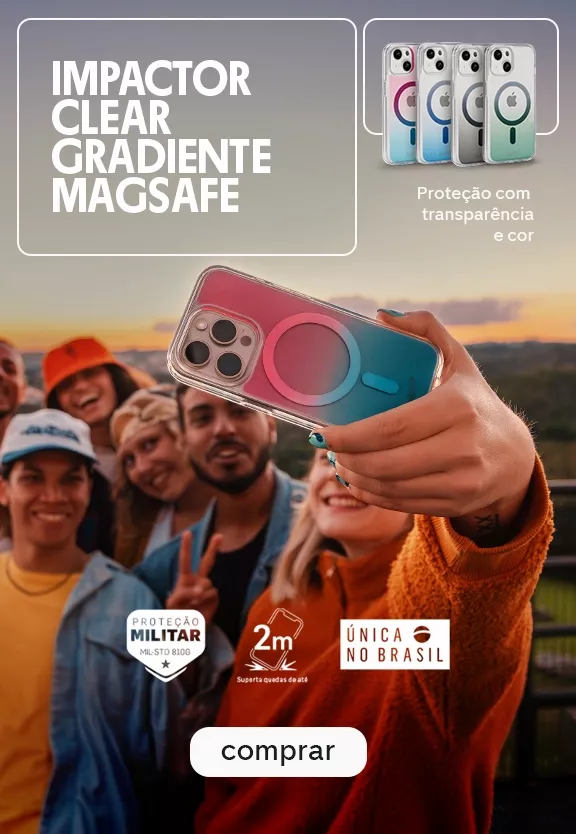 IMPACTOR
CLEAR
GRADIENTE
MAGSAFE
Proteção com
transparência
e cor
PROTEÇÃO
MILITAR
MIL-STD 810G
2m
Suporta quedas de até
ÚNICA
NO BRASIL
comprar